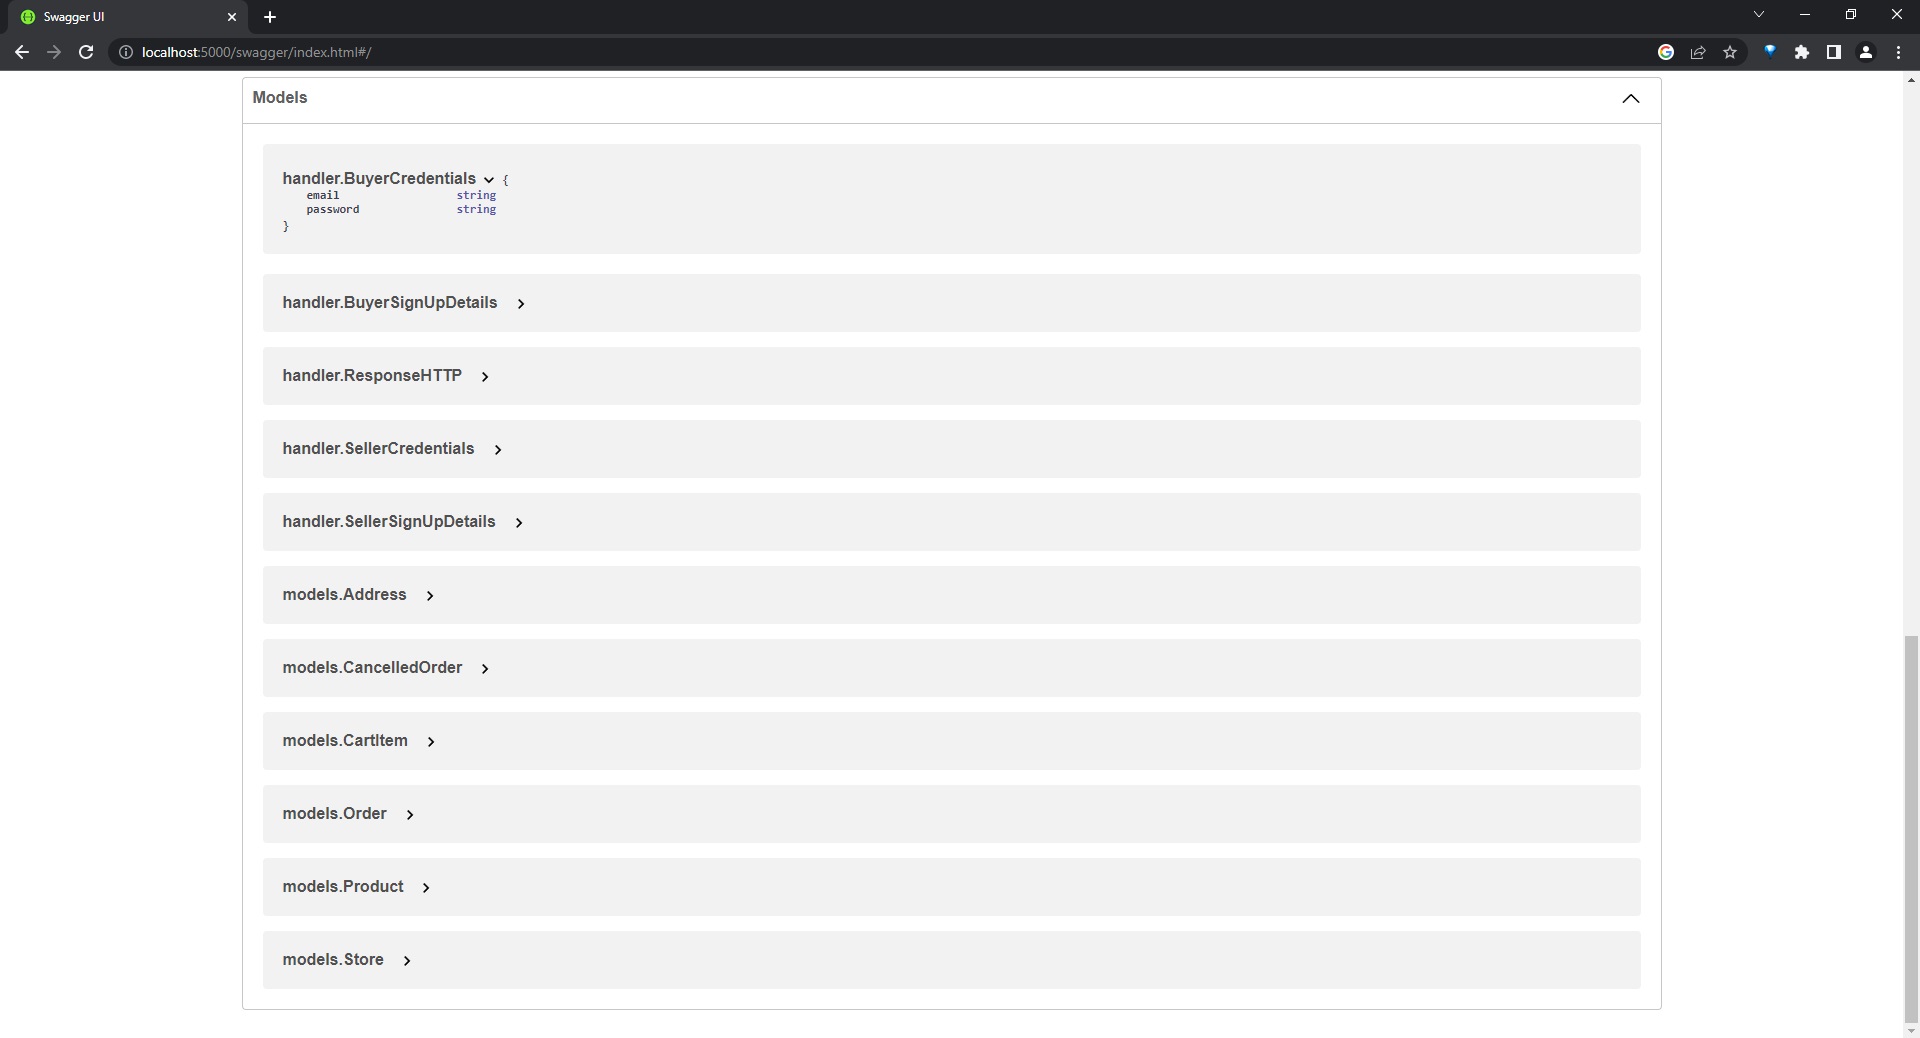 Swagger UI
localhost:5000/swagger/index.html#/
Models
handler.BuyerCredentials {
email string
password string
}
handler.BuyerSignUpDetails
handler.ResponseHTTP
handler.SellerCredentials
handler.SellerSignUpDetails
models.Address
models.CancelledOrder
models.CartItem
models.Order
models.Product
models.Store